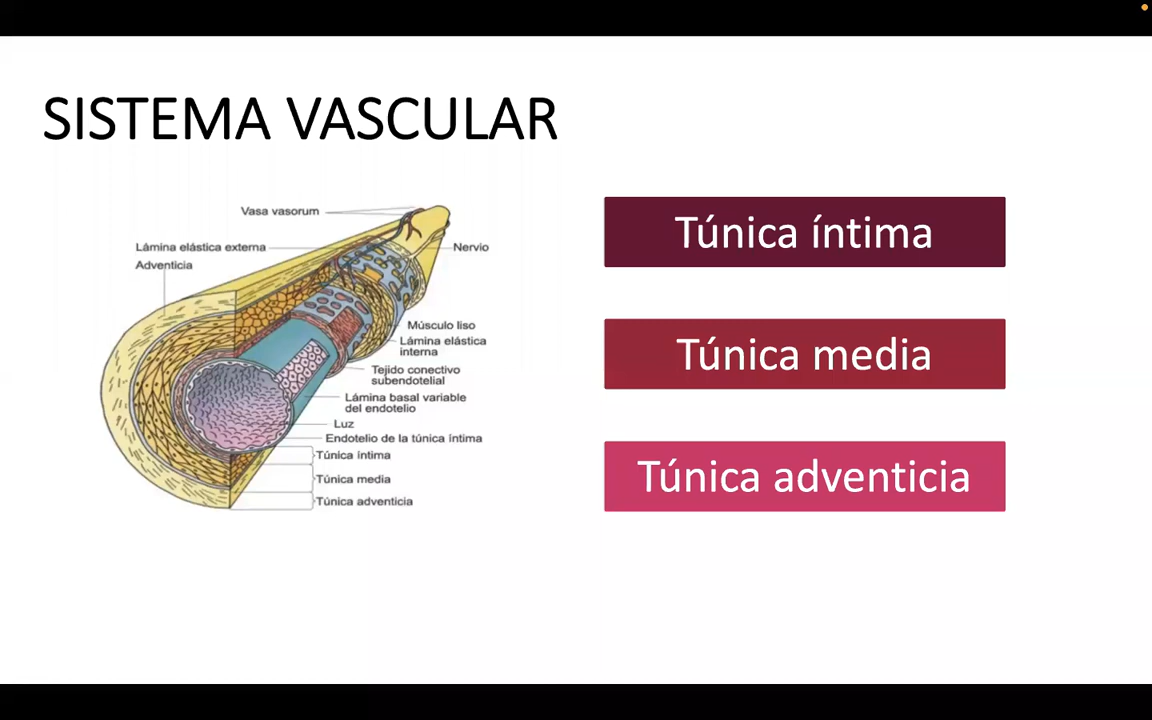 SISTEMA VASCULAR
Vasa vasorum
Lámina elástica externa
Adventicia
Nervio
Músculo liso
Lámina elástica
interna
Tejido conectivo
subendotelial
Lámina basal variable
del endotelio
Luz
Endotelio de la túnica íntima
Túnica íntima
Túnica media
Túnica adventicia
Túnica íntima
Túnica media
Túnica adventicia